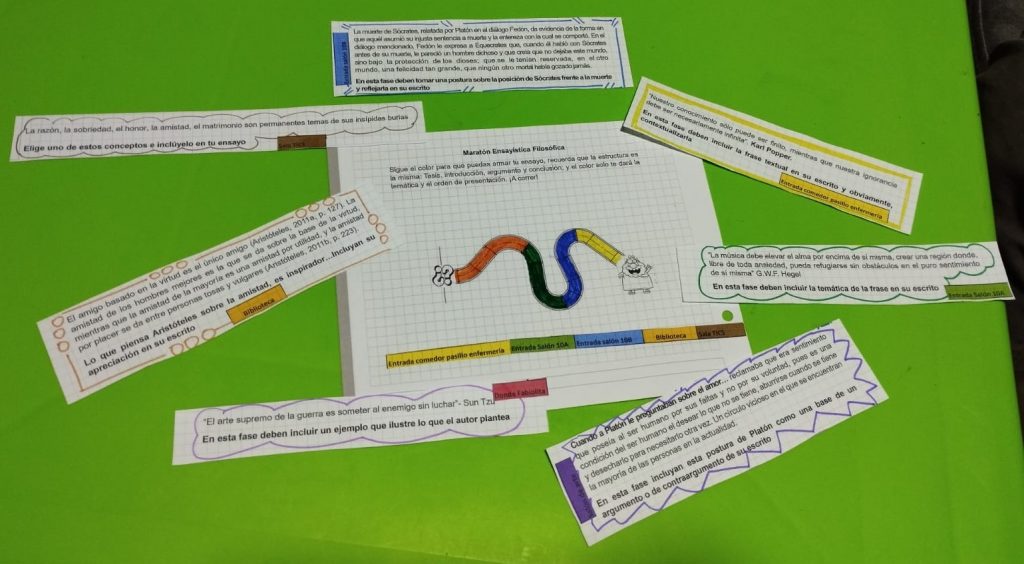 La muerte de Sócrates, relatada por Platón en el diálogo Fedón, da evidencia de la forma en
que aquél asumió su injusta sentencia a muerte y la entereza con la cual se comportó. En el
diálogo mencionado, Fedón le expresa a Equecrates que, cuando él habló con Sócrates
antes de su muerte, le pareció un hombre dichoso y que creía que no dejaba este mundo,
sino bajo la protección de los dioses; que se le tenían reservada, en el otro
mundo, una felicidad tan grande, que ningún otro mortal había gozado jamás.
En esta fase deben tomar una postura sobre la posición de Sócrates frente a la muerte
y reflejarla en su escrito
Entrada salón 10B
"Nuestro conocimiento sólo puede ser finito, mientras que nuestra ignorancia
debe ser necesariamente infinita". Karl Popper.
En esta fase deben incluir la frase textual en su escrito y obviamente,
contextualizarla
Entrada comedor pasillo enfermería
La razón, la sobriedad, el honor, la amistad, el matrimonio son permanentes temas de sus insípidas burlas
Elige uno de estos conceptos e inclúyelo en tu ensayo
Sala TICS
Maratón Ensayística Filosófica
Sigue el color para que puedas armar tu ensayo, recuerda que la estructura es
la misma: Tesis, introducción, argumento y conclusión; y el color solo te dará la
temática y el orden de presentación. ¡A correr!
Entrada comedor pasillo enfermería
Entrada Salón 10A
Entrada salón 10B
Biblioteca
Sala TICS
El amigo basado en la virtud es el único amigo (Aristóteles, 2011a, p. 127). La
amistad de los hombres mejores es la que se da sobre la base de la virtud,
mientras que la amistad de la mayoría es una amistad por utilidad, y la amistad
por placer se da entre personas tosas y vulgares (Aristóteles, 2011b, p. 223).
Lo que piensa Aristóteles sobre la amistad, es inspirador...Incluyan su
apreciación en su escrito
Biblioteca
"La música debe elevar el alma por encima de sí misma, crear una región donde,
libre de toda ansiedad, pueda refugiarse sin obstáculos en el puro sentimiento
de sí misma" G.W.F. Hegel
En esta fase deben incluir la temática de la frase en su escrito
Entrada Salón 10A
"El arte supremo de la guerra es someter al enemigo sin luchar"- Sun Tzu
En esta fase deben incluir un ejemplo que ilustre lo que el autor plantea
Donde Fabiolita
Cuando a Platón le preguntaban sobre el amor... reclamaba que era sentimiento
que poseía al ser humano por sus faltas y no por su voluntad, pues es una
condición del ser humano el desear lo que no se tiene, aburrirse cuando se tiene
y desecharlo para necesitarlo otra vez. Un círculo vicioso en el que se encuentran
la mayoría de las personas en la actualidad.
En esta fase incluyan esta postura de Platón como una base de un
argumento o de contraargumento de su escrito